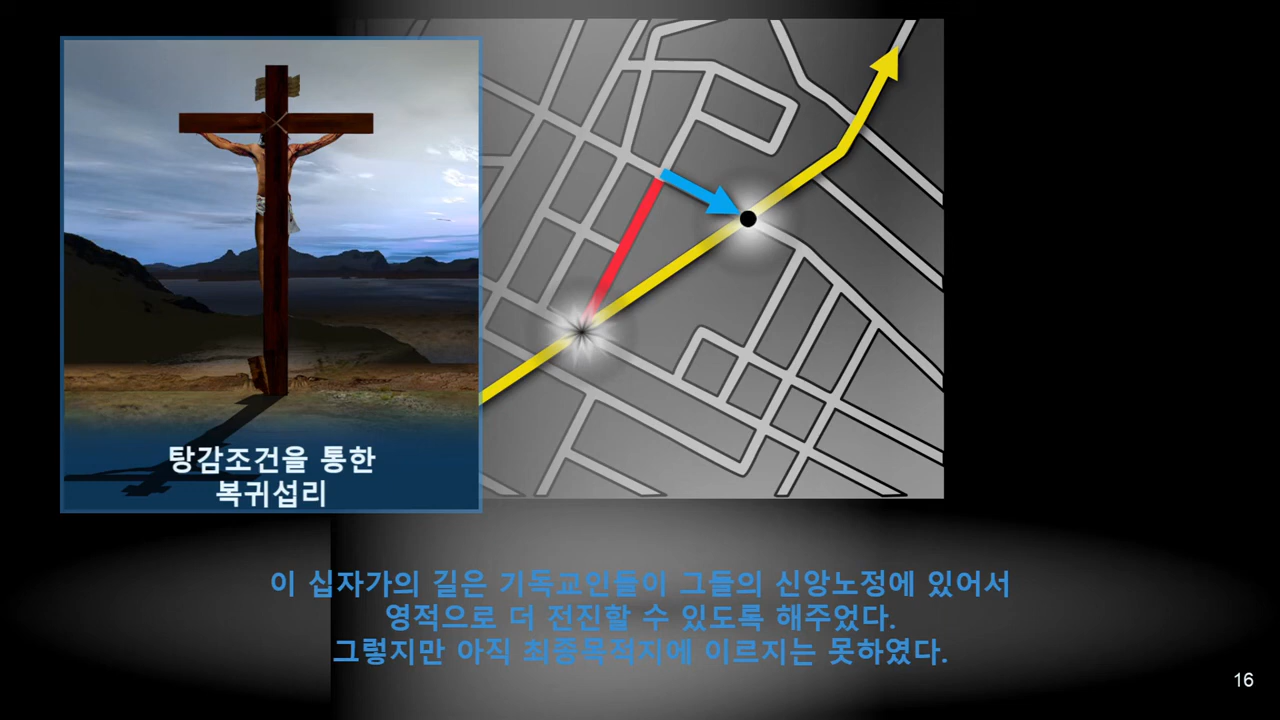 탕감조건을 통한
복귀섭리
이 십자가의 길은 기독교인들이 그들의 신앙노정에 있어서
영적으로 더 전진할 수 있도록 해주었다.
그렇지만 아직 최종목적지에 이르지는 못하였다.
16